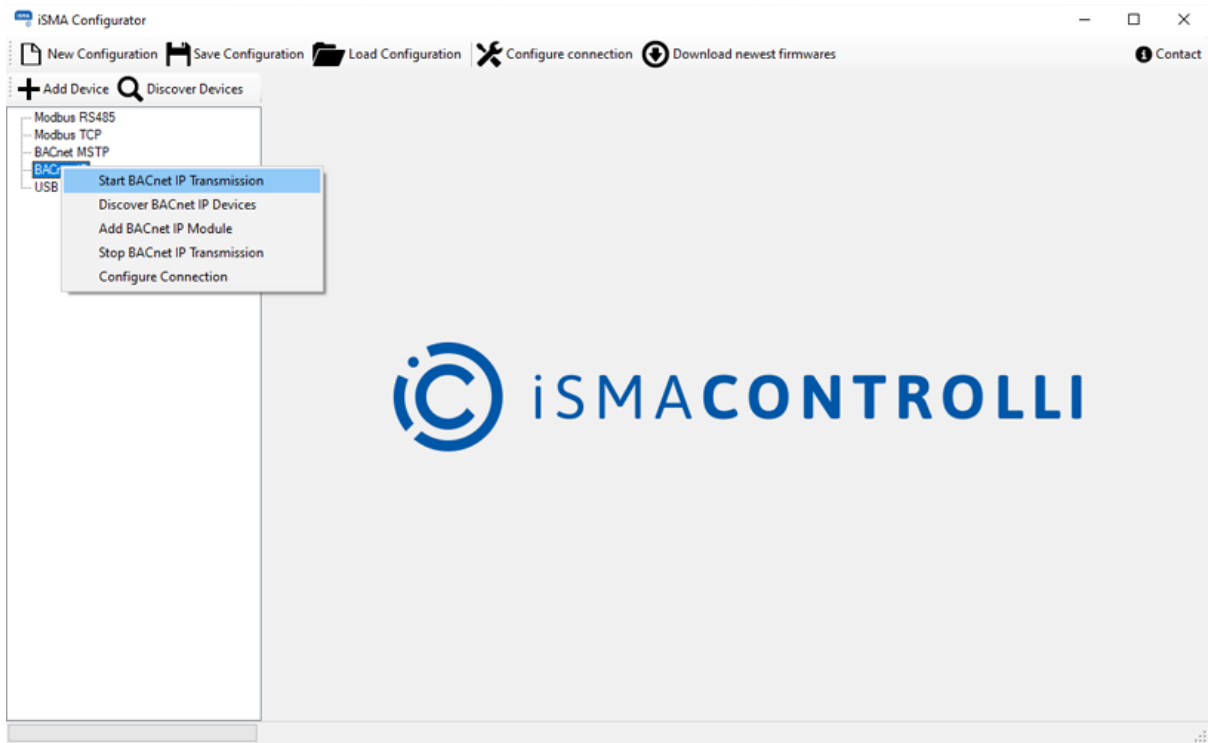 iSMA Configurator
New Configuration Save Configuration Load Configuration Configure connection Download newest firmwares Contact
Add Device Discover Devices
Modbus RS485
Modbus TCP
BACnet MSTP
Start BACnet IP Transmission
USB
Discover BACnet IP Devices
Add BACnet IP Module
Stop BACnet IP Transmission
Configure Connection
iSMACONTROLLI